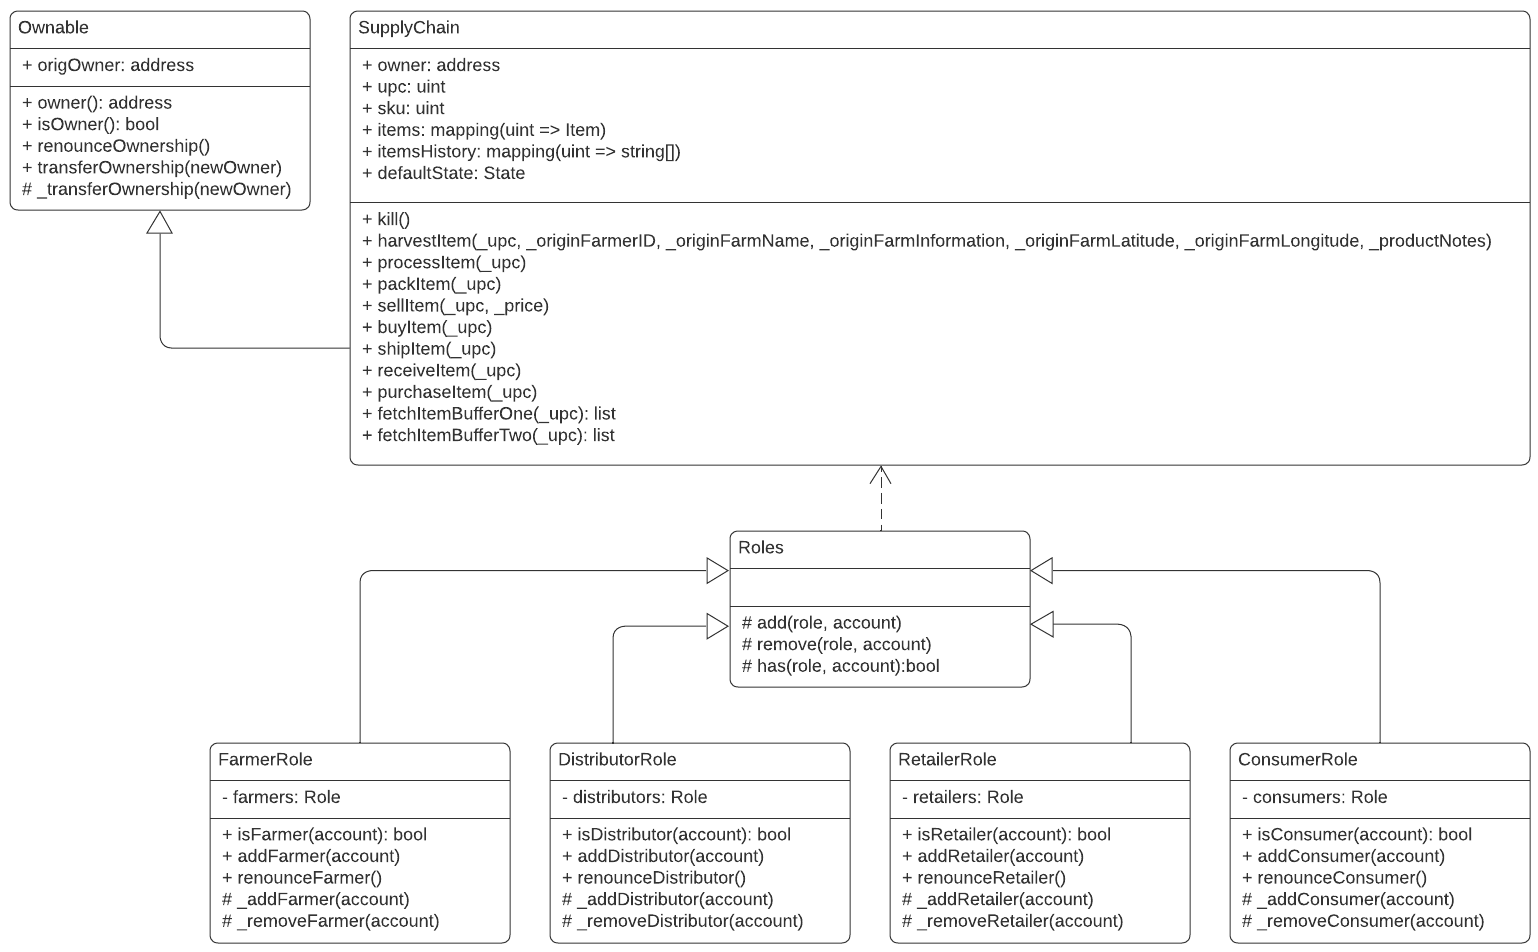 Ownable
+ origOwner: address
+ owner(): address
+ isOwner(): bool
+ renounceOwnership()
+ transferOwnership(newOwner)
# _transferOwnership(newOwner)
SupplyChain
+ owner: address
+ upc: uint
+ sku: uint
+ items: mapping(uint => Item)
+ itemsHistory: mapping(uint => string[])
+ defaultState: State
+ kill()
+ harvestItem(_upc, _originFarmerID, _originFarmName, _originFarmInformation, _originFarmLatitude, _originFarmLongitude, _productNotes)
+ processItem(_upc)
+ packItem(_upc)
+ sellItem(_upc, _price)
+ buyItem(_upc)
+ shipItem(_upc)
+ receiveItem(_upc)
+ purchaseItem(_upc)
+ fetchItemBufferOne(_upc): list
+ fetchItemBufferTwo(_upc): list
Roles
# add(role, account)
# remove(role, account)
# has(role, account):bool
FarmerRole
- farmers: Role
+ isFarmer(account): bool
+ addFarmer(account)
+ renounceFarmer()
# _addFarmer(account)
# _removeFarmer(account)
DistributorRole
- distributors: Role
+ isDistributor(account): bool
+ addDistributor(account)
+ renounceDistributor()
# _addDistributor(account)
# _removeDistributor(account)
RetailerRole
- retailers: Role
+ isRetailer(account): bool
+ addRetailer(account)
+ renounceRetailer()
# _addRetailer(account)
# _removeRetailer(account)
ConsumerRole
- consumers: Role
+ isConsumer(account): bool
+ addConsumer(account)
+ renounceConsumer()
# _addConsumer(account)
# _removeConsumer(account)